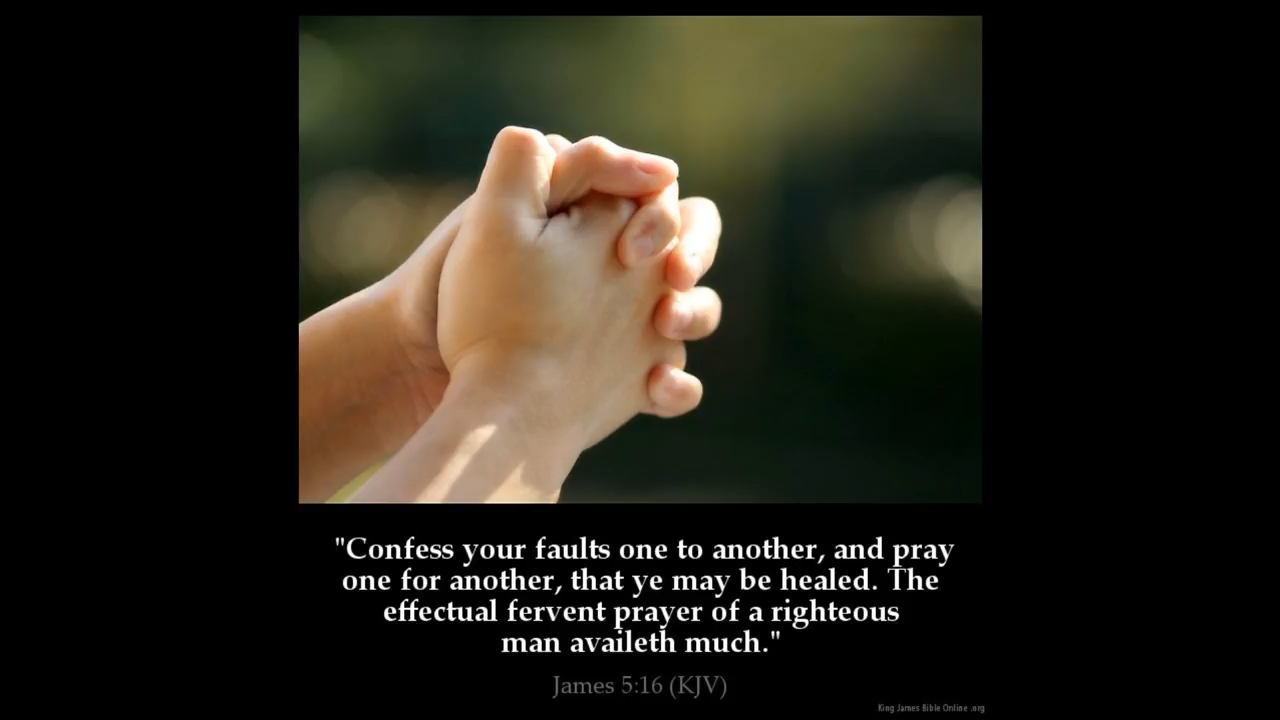 "Confess your faults one to another, and pray
one for another, that ye may be healed. The
effectual fervent prayer of a righteous
man availeth much."
James 5:16 (KJV)
King James Bible Online .org